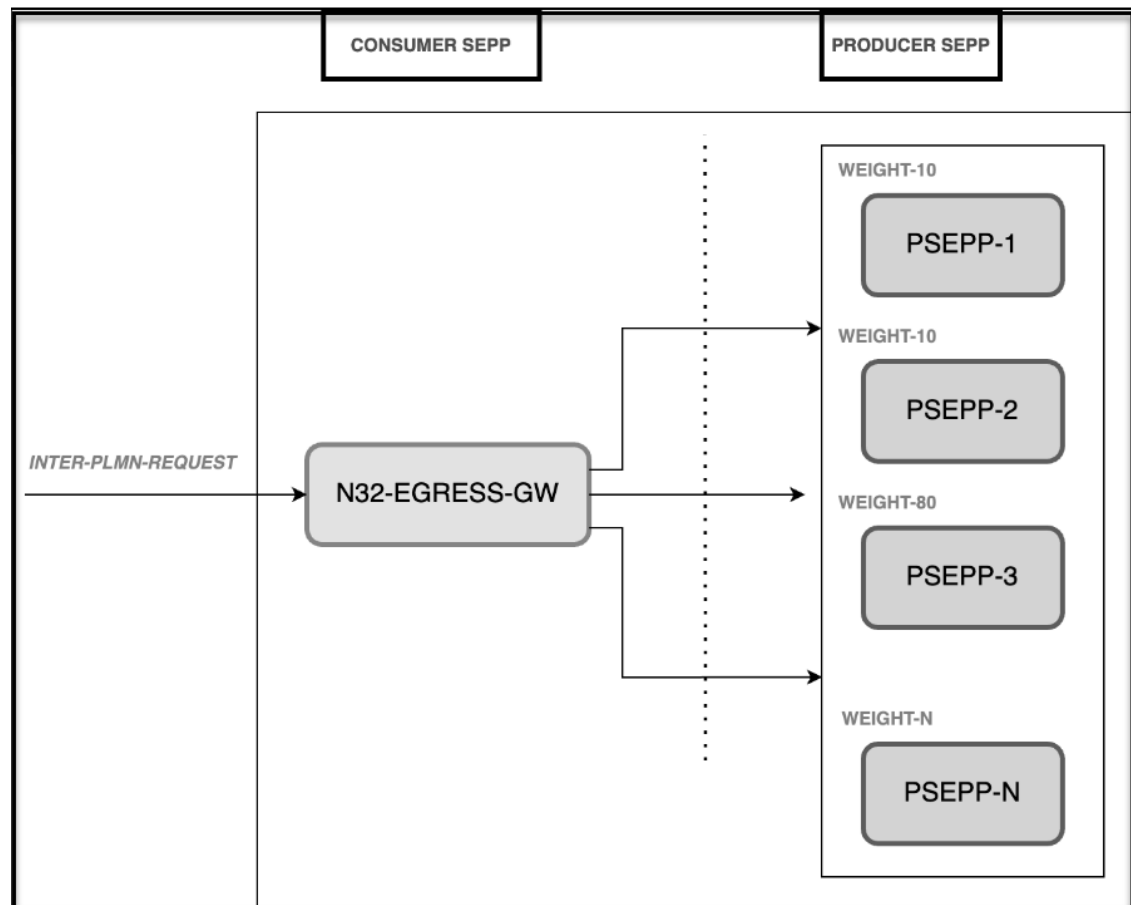 CONSUMER SEPP
PRODUCER SEPP
WEIGHT-10
PSEPP-1
WEIGHT-10
PSEPP-2
INTER-PLMN-REQUEST
N32-EGRESS-GW
WEIGHT-80
PSEPP-3
WEIGHT-N
PSEPP-N